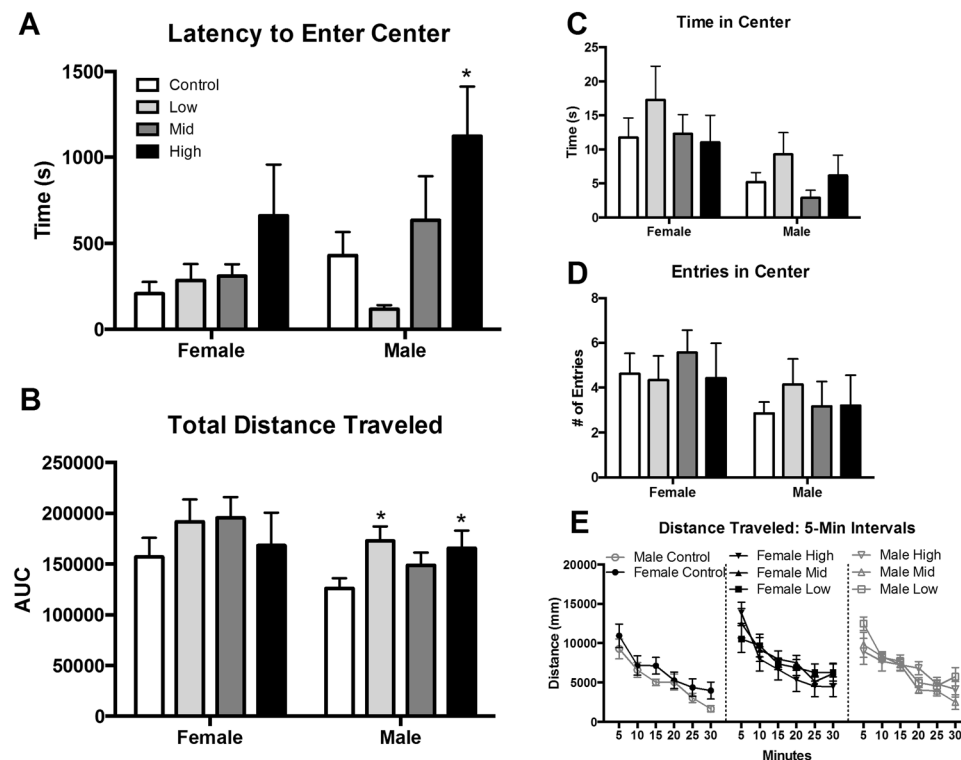 A
Latency to Enter Center
Time (s)
1500
1000
500
0
Control
Low
Mid
High
*
Female Male
B
Total Distance Traveled
AUC
250000
200000
150000
100000
50000
0
* *
Female Male
C
Time in Center
Time (s)
25
20
15
10
5
0
Female Male
D
Entries in Center
# of Entries
8
6
4
2
0
Female Male
E
Distance Traveled: 5-Min Intervals
Male Control
Female Control
Female High
Female Mid
Female Low
Male High
Male Mid
Male Low
Distance (mm)
20000
15000
10000
5000
0
5 10 15 20 25 30 5 10 15 20 25 30 5 10 15 20 25 30
Minutes